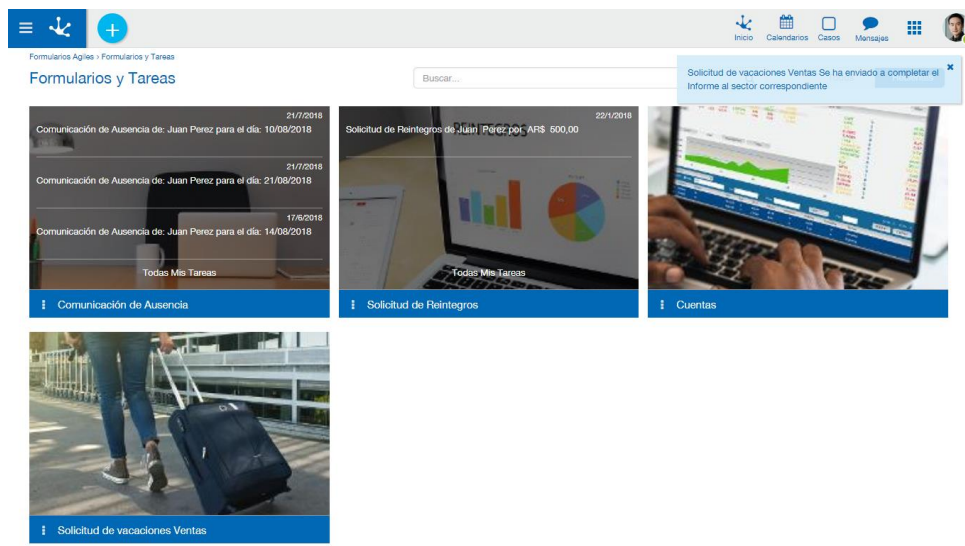 Inicio
Calendarios
Casos
Mensajes
Formularios Agiles › Formularios y Tareas
Formularios y Tareas
Buscar...
Solicitud de vacaciones Ventas Se ha enviado a completar el
Informe al sector correspondiente
21/7/2018
Comunicación de Ausencia de: Juan Perez para el día: 10/08/2018
21/7/2018
Comunicación de Ausencia de: Juan Perez para el día: 21/08/2018
17/6/2018
Comunicación de Ausencia de: Juan Perez para el día: 14/08/2018
Todas Mis Tareas
Comunicación de Ausencia
22/1/2018
Solicitud de Reintegros de Juan Perez por: AR$ 500,00
REINTEGROS
Todas Mis Tareas
Solicitud de Reintegros
Cuentas
Solicitud de vacaciones Ventas